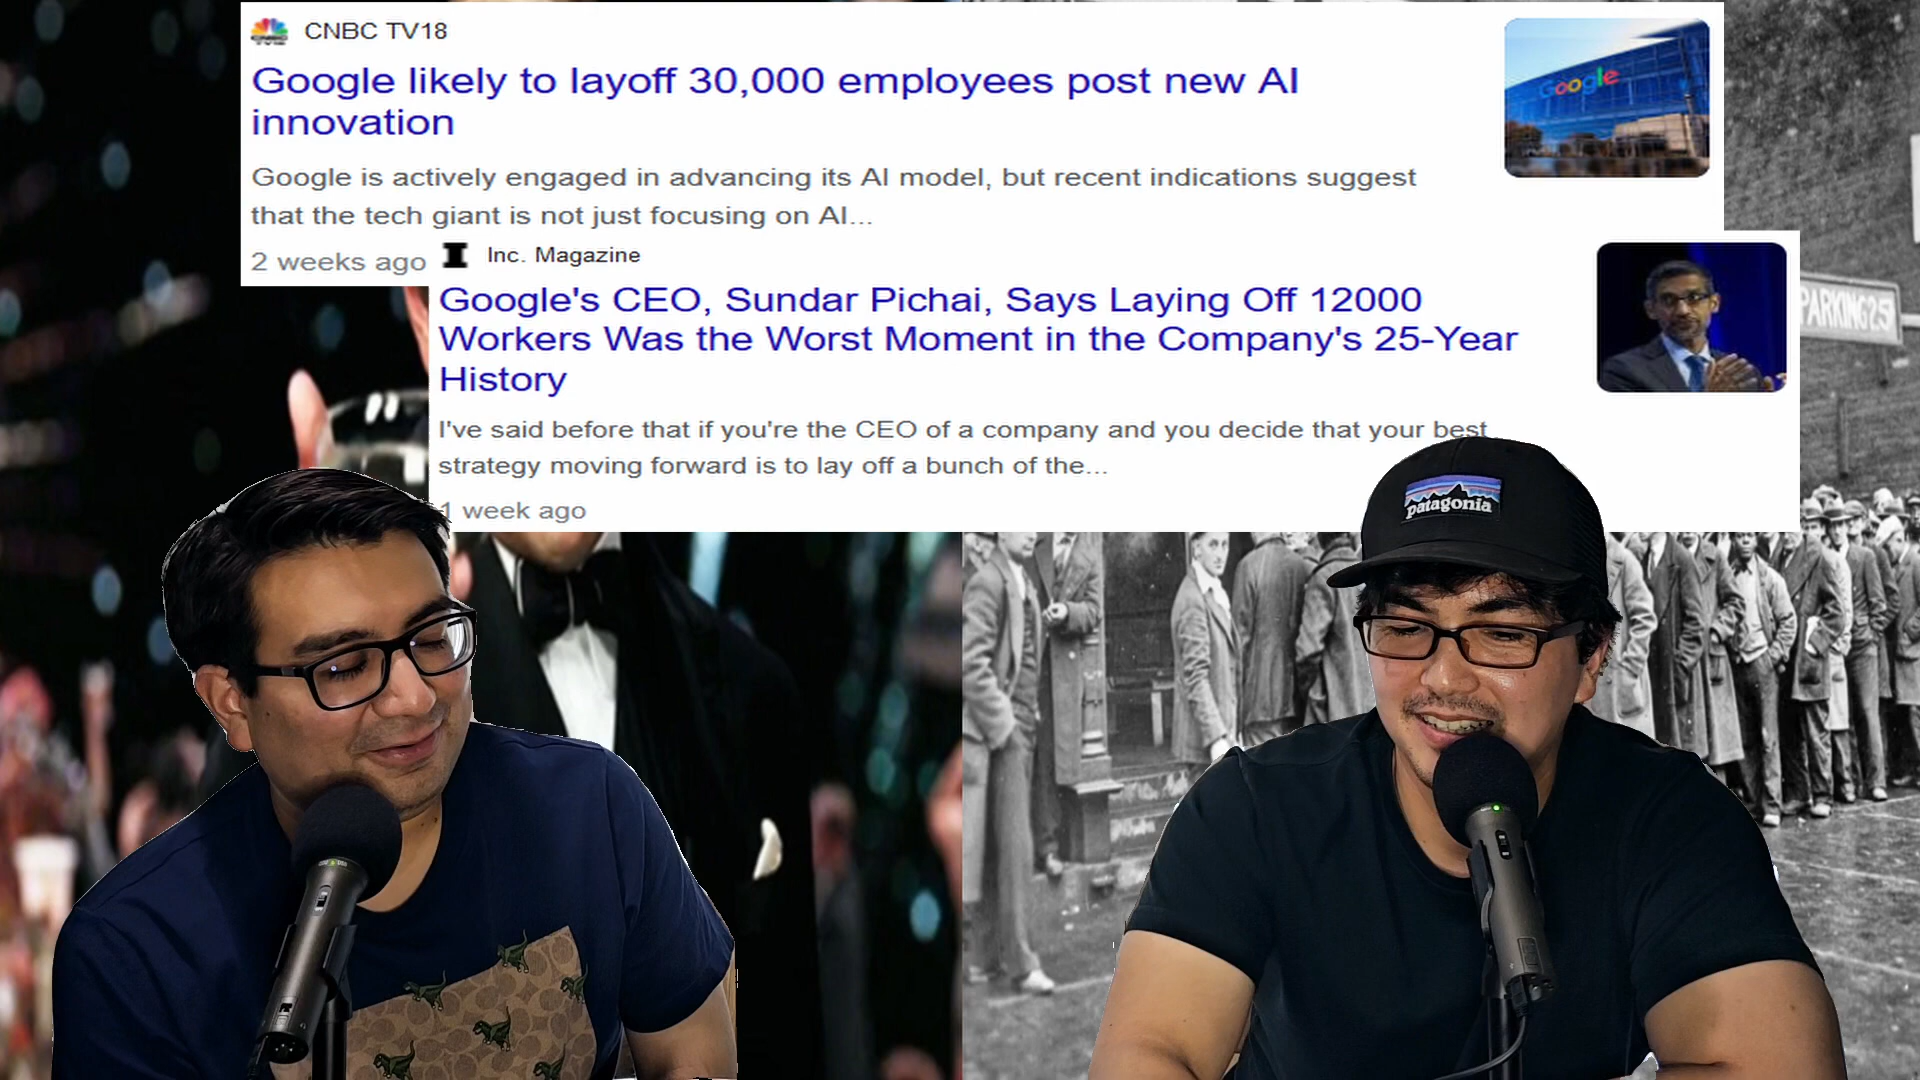 CNBC TV18
Google likely to layoff 30,000 employees post new AI
innovation
Google is actively engaged in advancing its AI model, but recent indications suggest
that the tech giant is not just focusing on AI...
2 weeks ago
Google
Inc. Magazine
Google's CEO, Sundar Pichai, Says Laying Off 12000
Workers Was the Worst Moment in the Company's 25-Year
History
I've said before that if you're the CEO of a company and you decide that your best
strategy moving forward is to lay off a bunch of the...
1 week ago
PARKING 25
patagonia